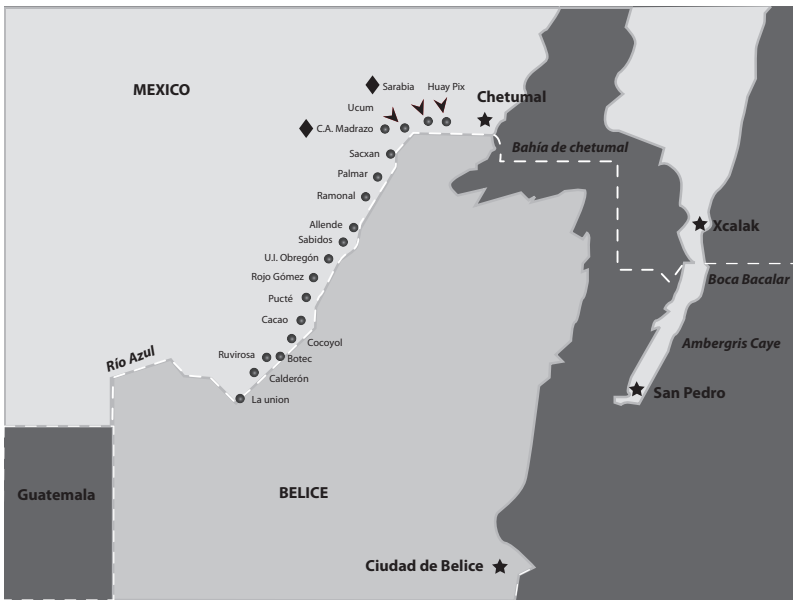 MEXICO
Sarabia
Huay Pix
Chetumal
Ucum
C.A. Madrazo
Bahía de chetumal
Sacxan
Palmar
Ramonal
Allende
Xcalak
Sabidos
U.I. Obregón
Rojo Gómez
Boca Bacalar
Pucté
Cacao
Cocoyol
Ambergris Caye
Río Azul
Ruvirosa
Botec
Calderón
La union
San Pedro
Guatemala
BELICE
Ciudad de Belice